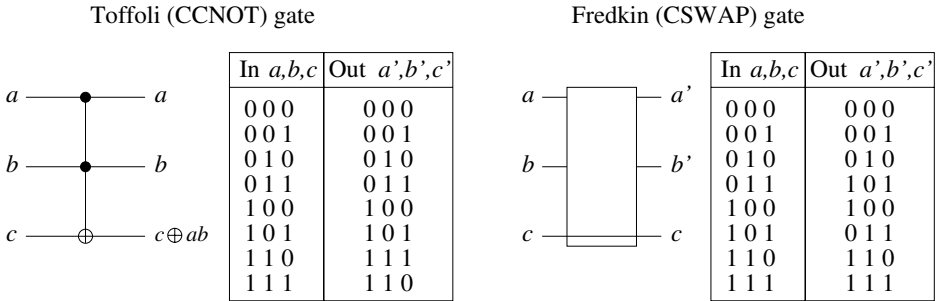 Toffoli (CCNOT) gate
Fredkin (CSWAP) gate
a
b
c
a
b
c⊕ab
In a,b,c Out a’,b’,c’
0 0 0 0 0 0
0 0 1 0 0 1
0 1 0 0 1 0
0 1 1 0 1 1
1 0 0 1 0 0
1 0 1 1 0 1
1 1 0 1 1 1
1 1 1 1 1 0
a
b
c
a’
b’
c
In a,b,c Out a’,b’,c’
0 0 0 0 0 0
0 0 1 0 0 1
0 1 0 0 1 0
0 1 1 1 0 1
1 0 0 1 0 0
1 0 1 0 1 1
1 1 0 1 1 0
1 1 1 1 1 1